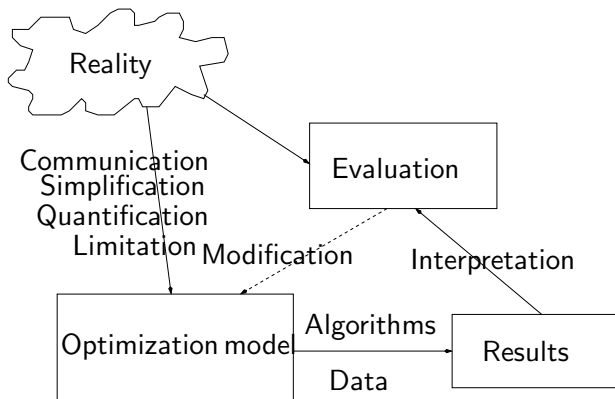 Reality
Communication
Simplification
Quantification
Limitation
Evaluation
Modification
Interpretation
Optimization model
Algorithms
Data
Results